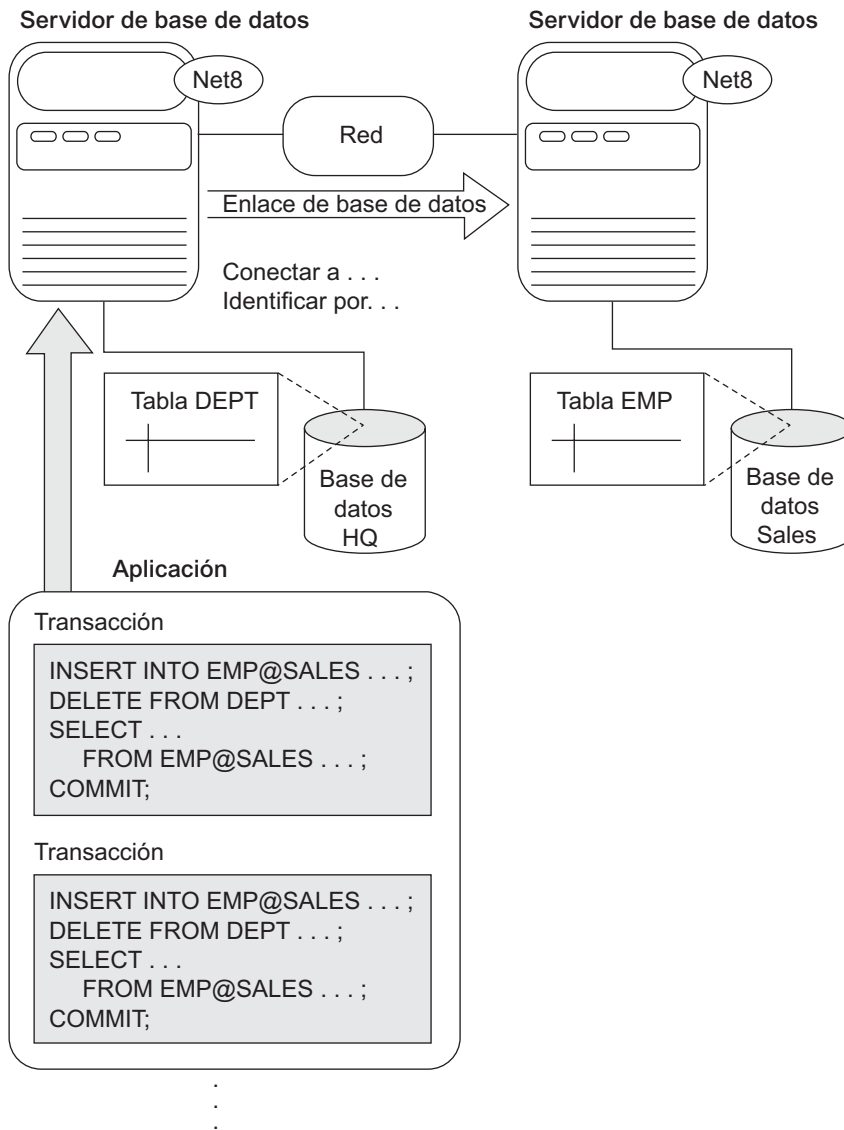 Servidor de base de datos
Servidor de base de datos
Net8
Net8
Red
Enlace de base de datos
Conectar a . . .
Identificar por. . .
Tabla DEPT
Base de
datos
HQ
Tabla EMP
Base de
datos
Sales
Aplicación
Transacción
INSERT INTO EMP@SALES . . . ;
DELETE FROM DEPT . . . ;
SELECT . . .
FROM EMP@SALES . . . ;
COMMIT;
Transacción
INSERT INTO EMP@SALES . . . ;
DELETE FROM DEPT . . . ;
SELECT . . .
FROM EMP@SALES . . . ;
COMMIT;
.
.
.